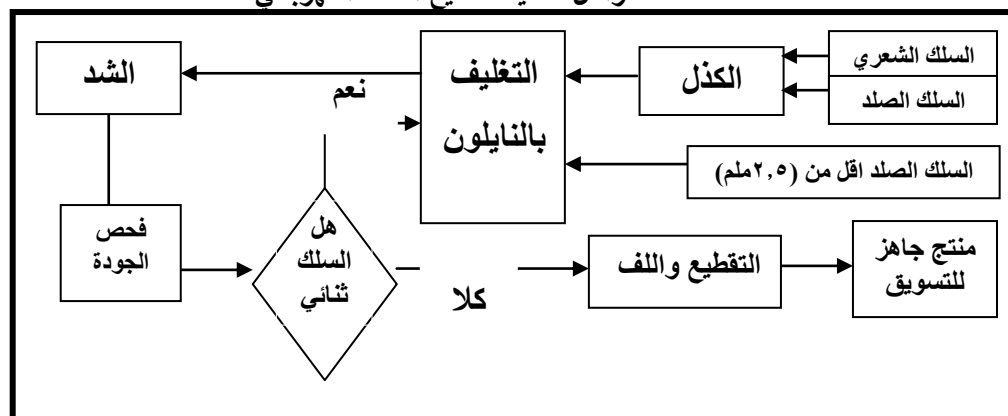 السلك الشعري
السلك الصلد
الكذل
التغليف
بالنايلون
الشد
نعم
السلك الصلد اقل من (٢,٥ملم)
فحص
الجودة
هل
السلك
ثنائي
كلا
التقطيع واللف
منتج جاهز
للتسويق